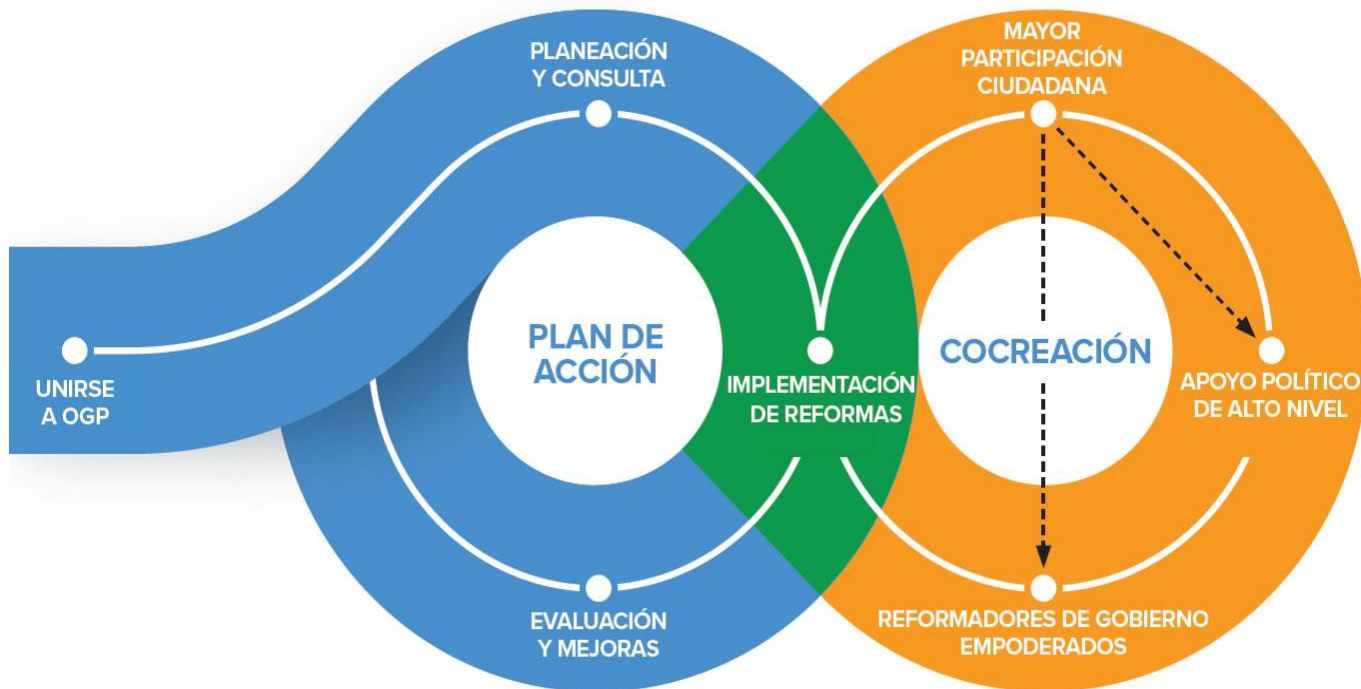 PLANEACIÓN
Y CONSULTA
MAYOR
PARTICIPACIÓN
CIUDADANA
UNIRSE
A OGP
PLAN DE
ACCIÓN
IMPLEMENTACIÓN
DE REFORMAS
COCREACIÓN
APOYO POLÍTICO
DE ALTO NIVEL
EVALUACIÓN
Y MEJORAS
REFORMADORES DE GOBIERNO
EMPODERADOS